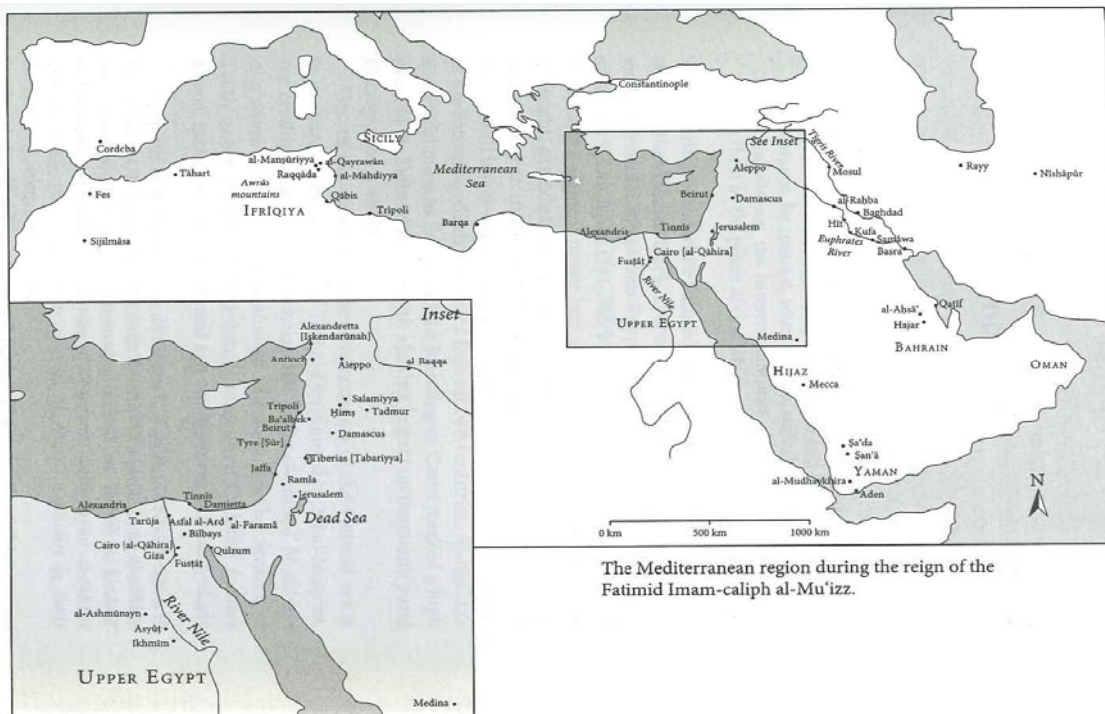 Constantinople
Cordoba
SICILY
See Inset
Tigris River
Mosul
Rayy
Nīshāpūr
al-Manṣūriyya
al-Qayrawān
Raqqāda
al-Mahdiyya
Tāhart
Awrās
mountains
Mediterranean
Sea
Aleppo
Fes
Qābis
IFRĪQIYA
Tripoli
Beirut
Damascus
al-Raḥba
Baghdad
Barqa
Alexandria
Tinnīs
Jerusalem
Hīt
Kufa
Samāwa
Sijilmāsa
Cairo [al-Qāhira]
Fusṭāṭ
Euphrates
River
Basra
River Nile
Qaṭīf
al-Aḥsā'
Hajar
UPPER EGYPT
Medina
BAHRAIN
HIJAZ
OMAN
Mecca
Ṣa'da
Ṣan'ā
YAMAN
al-Mudhaykhira
Aden
N
0 km
500 km
1000 km
The Mediterranean region during the reign of the
Fatimid Imam-caliph al-Mu‘izz.
Inset
Alexandretta
[Iskendarūnah]
Antioch
Aleppo
al-Raqqa
Salamiyya
Tripoli
Ḥimṣ
Tadmur
Ba'albek
Beirut
Damascus
Tyre [Ṣūr]
Tiberias [Tabariyya]
Jaffa
Ramla
Jerusalem
Tinnīs
Damietta
Dead Sea
Alexandria
Tarūja
Asfal al-Ard
al-Faramā
Bilbays
Cairo [al-Qāhira]
Giza
Fusṭāṭ
Qulzum
al-Ashmūnayn
River Nile
Asyūṭ
Ikhmīm
UPPER EGYPT
Medina